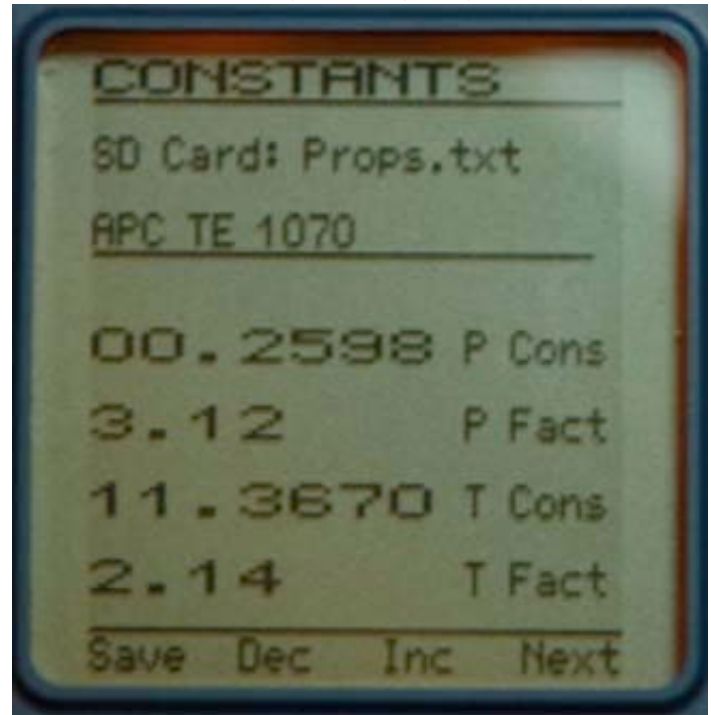 CONSTANTS
SD Card: Props.txt
APC TE 1070
00.2598 P Cons
3.12 P Fact
11.3670 T Cons
2.14 T Fact
Save Dec Inc Next